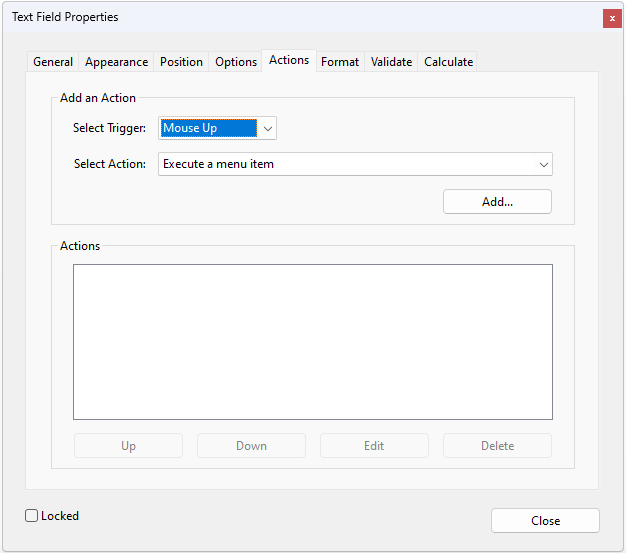 Text Field Properties
x
General Appearance Position Options Actions Format Validate Calculate
Add an Action
Select Trigger: Mouse Up
Select Action: Execute a menu item
Add...
Actions
Up Down Edit Delete
Locked
Close